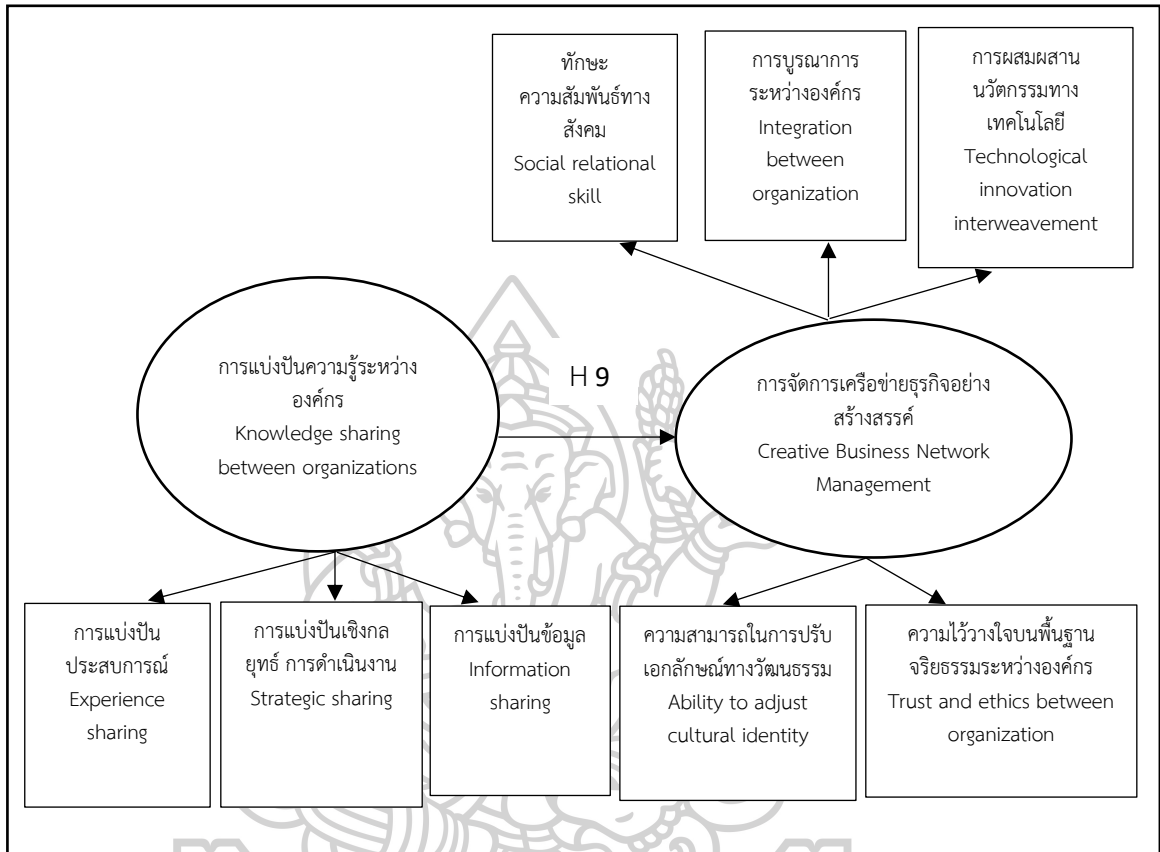 ทักษะ
ความสัมพันธ์ทาง
สังคม
Social relational
skill
การบูรณาการ
ระหว่างองค์กร
Integration
between
organization
การผสมผสาน
นวัตกรรมทาง
เทคโนโลยี
Technological
innovation
interweavement
การแบ่งปันความรู้ระหว่าง
องค์กร
Knowledge sharing
between organizations
H 9
การจัดการเครือข่ายธุรกิจอย่าง
สร้างสรรค์
Creative Business Network
Management
การแบ่งปัน
ประสบการณ์
Experience
sharing
การแบ่งปันเชิงกล
ยุทธ์ การดำเนินงาน
Strategic sharing
การแบ่งปันข้อมูล
Information
sharing
ความสามารถในการปรับ
เอกลักษณ์ทางวัฒนธรรม
Ability to adjust
cultural identity
ความไว้วางใจบนพื้นฐาน
จริยธรรมระหว่างองค์กร
Trust and ethics between
organization